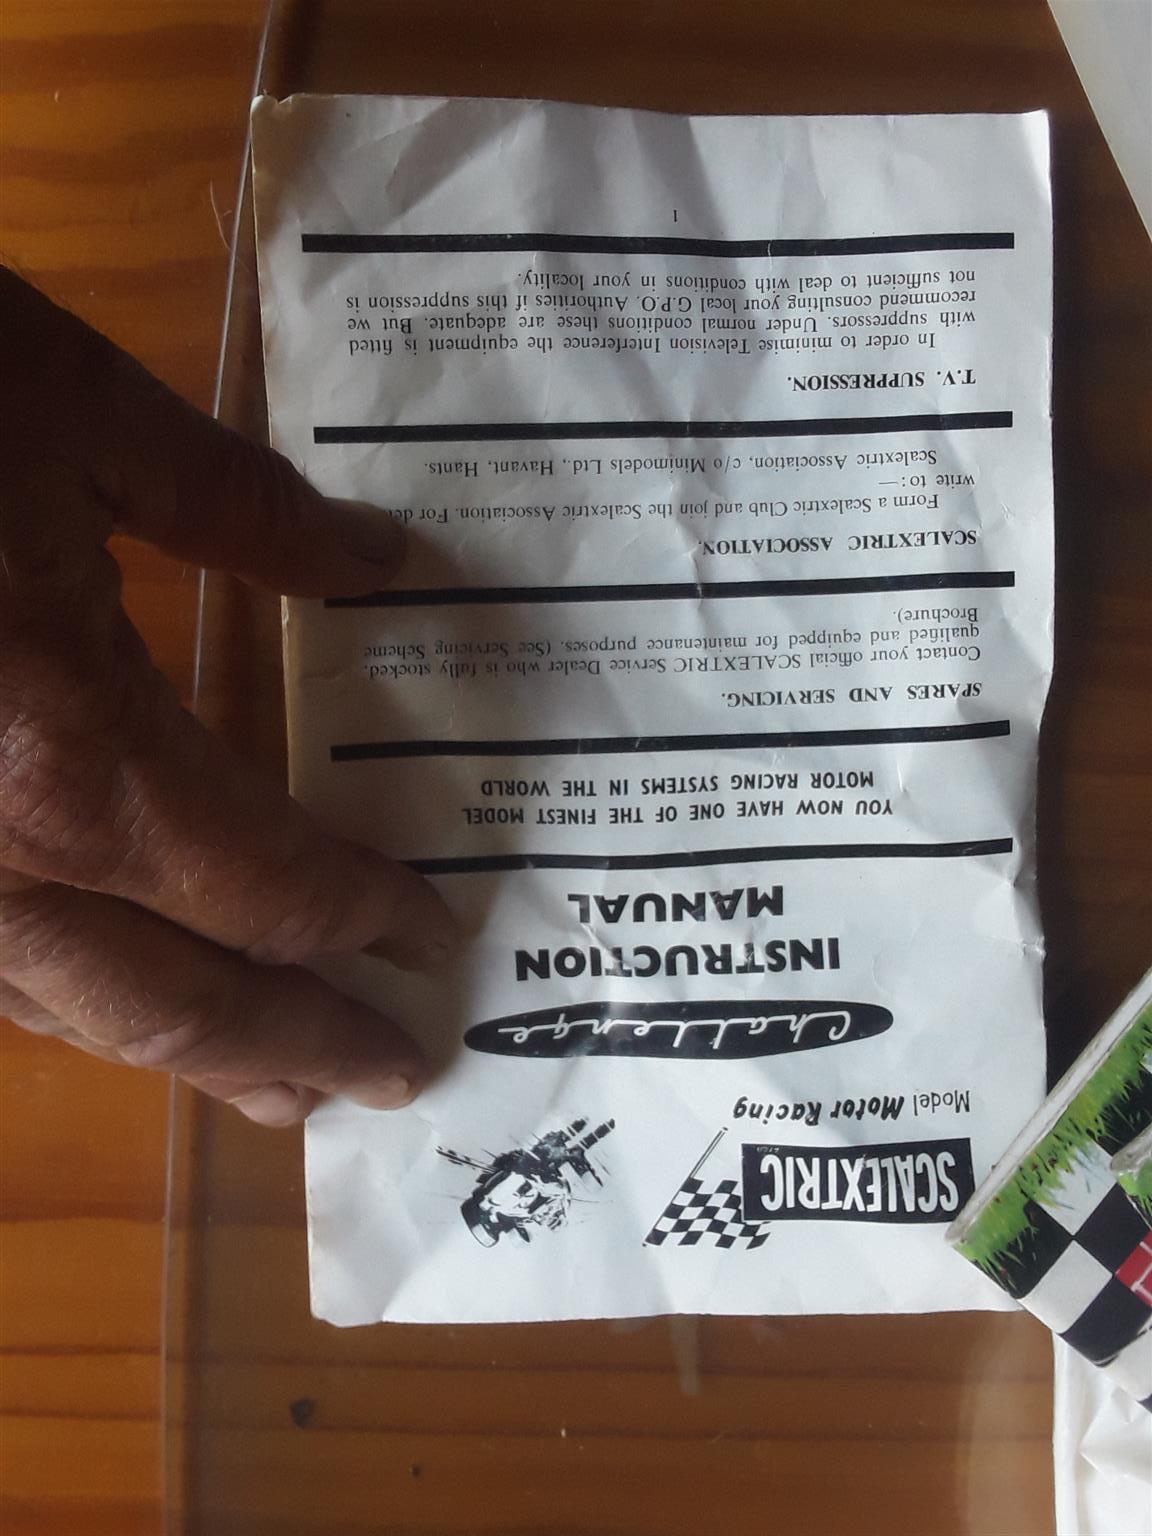 SCALEXTRIC
Model Motor Racing
Challenge
INSTRUCTION
MANUAL
YOU NOW HAVE ONE OF THE FINEST MODEL
MOTOR RACING SYSTEMS IN THE WORLD
SPARES AND SERVICING.
Contact your official SCALEXTRIC Service Dealer who is fully stocked,
qualified and equipped for maintenance purposes. (See Servicing Scheme
Brochure).
SCALEXTRIC ASSOCIATION.
Form a Scalextric Club and join the Scalextric Association. For
write to:—
Scalextric Association, c/o Minimodels Ltd., Havant, Hants.
T.V. SUPPRESSION.
In order to minimise Television Interference the equipment is fitted
with suppressors. Under normal conditions these are adequate. But we
recommend consulting your local G.P.O. Authorities if this suppression is
not sufficient to deal with conditions in your locality.
1